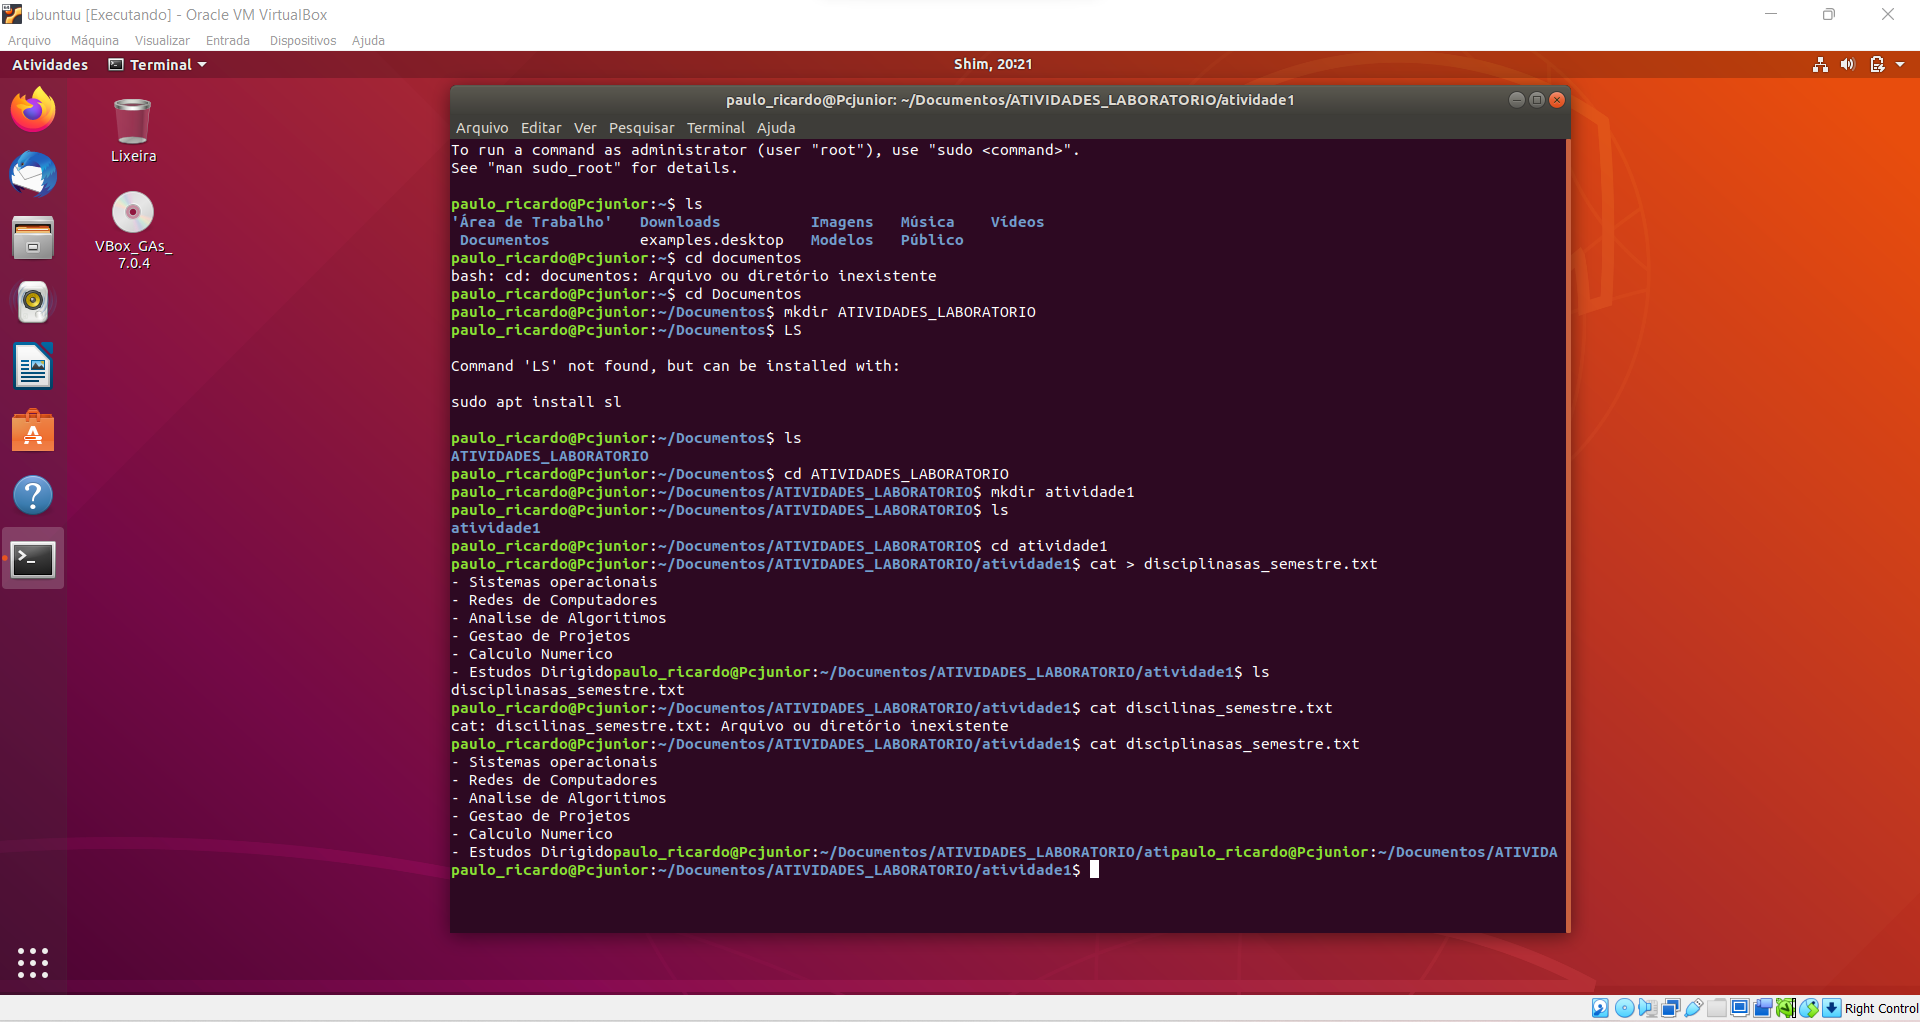 ubuntuu [Executando] - Oracle VM VirtualBox
Arquivo Máquina Visualizar Entrada Dispositivos Ajuda
Atividades Terminal Shim, 20:21
Lixeira
VBox_GAs_
7.0.4
paulo_ricardo@Pcjunior: ~/Documentos/ATIVIDADES_LABORATORIO/atividade1
Arquivo Editar Ver Pesquisar Terminal Ajuda
To run a command as administrator (user "root"), use "sudo <command>".
See "man sudo_root" for details.
paulo_ricardo@Pcjunior:~$ ls
'Área de Trabalho' Downloads Imagens Música Vídeos
Documentos examples.desktop Modelos Público
paulo_ricardo@Pcjunior:~$ cd documentos
bash: cd: documentos: Arquivo ou diretório inexistente
paulo_ricardo@Pcjunior:~$ cd Documentos
paulo_ricardo@Pcjunior:~/Documentos$ mkdir ATIVIDADES_LABORATORIO
paulo_ricardo@Pcjunior:~/Documentos$ LS
Command 'LS' not found, but can be installed with:
sudo apt install sl
paulo_ricardo@Pcjunior:~/Documentos$ ls
ATIVIDADES_LABORATORIO
paulo_ricardo@Pcjunior:~/Documentos$ cd ATIVIDADES_LABORATORIO
paulo_ricardo@Pcjunior:~/Documentos/ATIVIDADES_LABORATORIO$ mkdir atividade1
paulo_ricardo@Pcjunior:~/Documentos/ATIVIDADES_LABORATORIO$ ls
atividade1
paulo_ricardo@Pcjunior:~/Documentos/ATIVIDADES_LABORATORIO$ cd atividade1
paulo_ricardo@Pcjunior:~/Documentos/ATIVIDADES_LABORATORIO/atividade1$ cat > disciplinasas_semestre.txt
- Sistemas operacionais
- Redes de Computadores
- Analise de Algoritimos
- Gestao de Projetos
- Calculo Numerico
- Estudos Dirigidopaulo_ricardo@Pcjunior:~/Documentos/ATIVIDADES_LABORATORIO/atividade1$ ls
disciplinasas_semestre.txt
paulo_ricardo@Pcjunior:~/Documentos/ATIVIDADES_LABORATORIO/atividade1$ cat discilinas_semestre.txt
cat: discilinas_semestre.txt: Arquivo ou diretório inexistente
paulo_ricardo@Pcjunior:~/Documentos/ATIVIDADES_LABORATORIO/atividade1$ cat disciplinasas_semestre.txt
- Sistemas operacionais
- Redes de Computadores
- Analise de Algoritimos
- Gestao de Projetos
- Calculo Numerico
- Estudos Dirigidopaulo_ricardo@Pcjunior:~/Documentos/ATIVIDADES_LABORATORIO/atipaulo_ricardo@Pcjunior:~/Documentos/ATIVIDA
paulo_ricardo@Pcjunior:~/Documentos/ATIVIDADES_LABORATORIO/atividade1$
Right Control